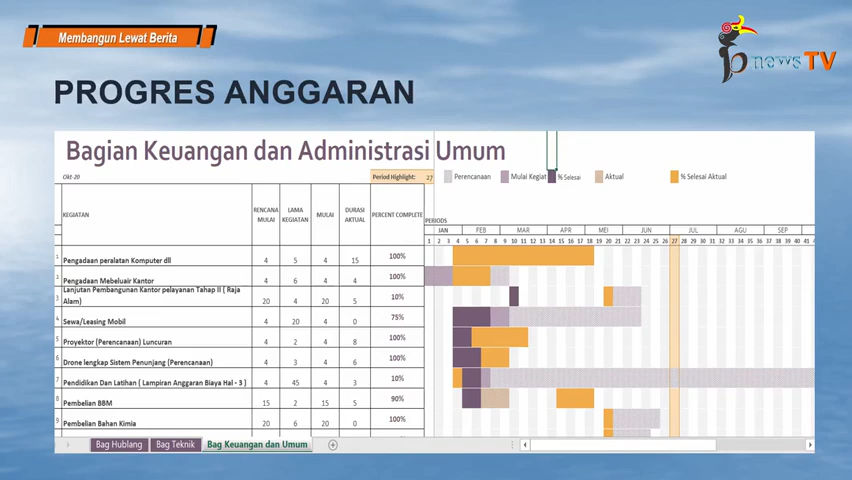 Membangun Lewat Berita
bp news TV
PROGRES ANGGARAN
Bagian Keuangan dan Administrasi Umum
Okt-20 Period Highlight: 27 Perencanaan Mulai Kegiat % Selesai Aktual % Selesai Aktual
KEGIATAN RENCANA MULAI LAMA KEGIATAN MULAI DURASI AKTUAL PERCENT COMPLETE PERIODS
JAN FEB MAR APR MEI JUN JUL AGU SEP
1 2 3 4 5 6 7 8 9 10 11 12 13 14 15 16 17 18 19 20 21 22 23 24 25 26 27 28 29 30 31 32 33 34 35 36 37 38 39 40 41
1 Pengadaan peralatan Komputer dll 4 5 4 15 100%
2 Pengadaan Mebeluair Kantor 4 6 4 4 100%
3 Lanjutan Pembangunan Kantor pelayanan Tahap II ( Raja
Alam) 20 4 20 5 10%
4 Sewa/Leasing Mobil 4 20 4 0 75%
5 Proyektor (Perencanaan) Luncuran 4 2 4 8 100%
6 Drone lengkap Sistem Penunjang (Perencanaan) 4 3 4 6 100%
7 Pendidikan Dan Latihan ( Lampiran Anggaran Biaya Hal - 3 ) 4 45 4 3 10%
8 Pembelian BBM 15 2 15 5 90%
9 Pembelian Bahan Kimia 20 6 20 0 100%
Bag Hublang Bag Teknik Bag Keuangan dan Umum